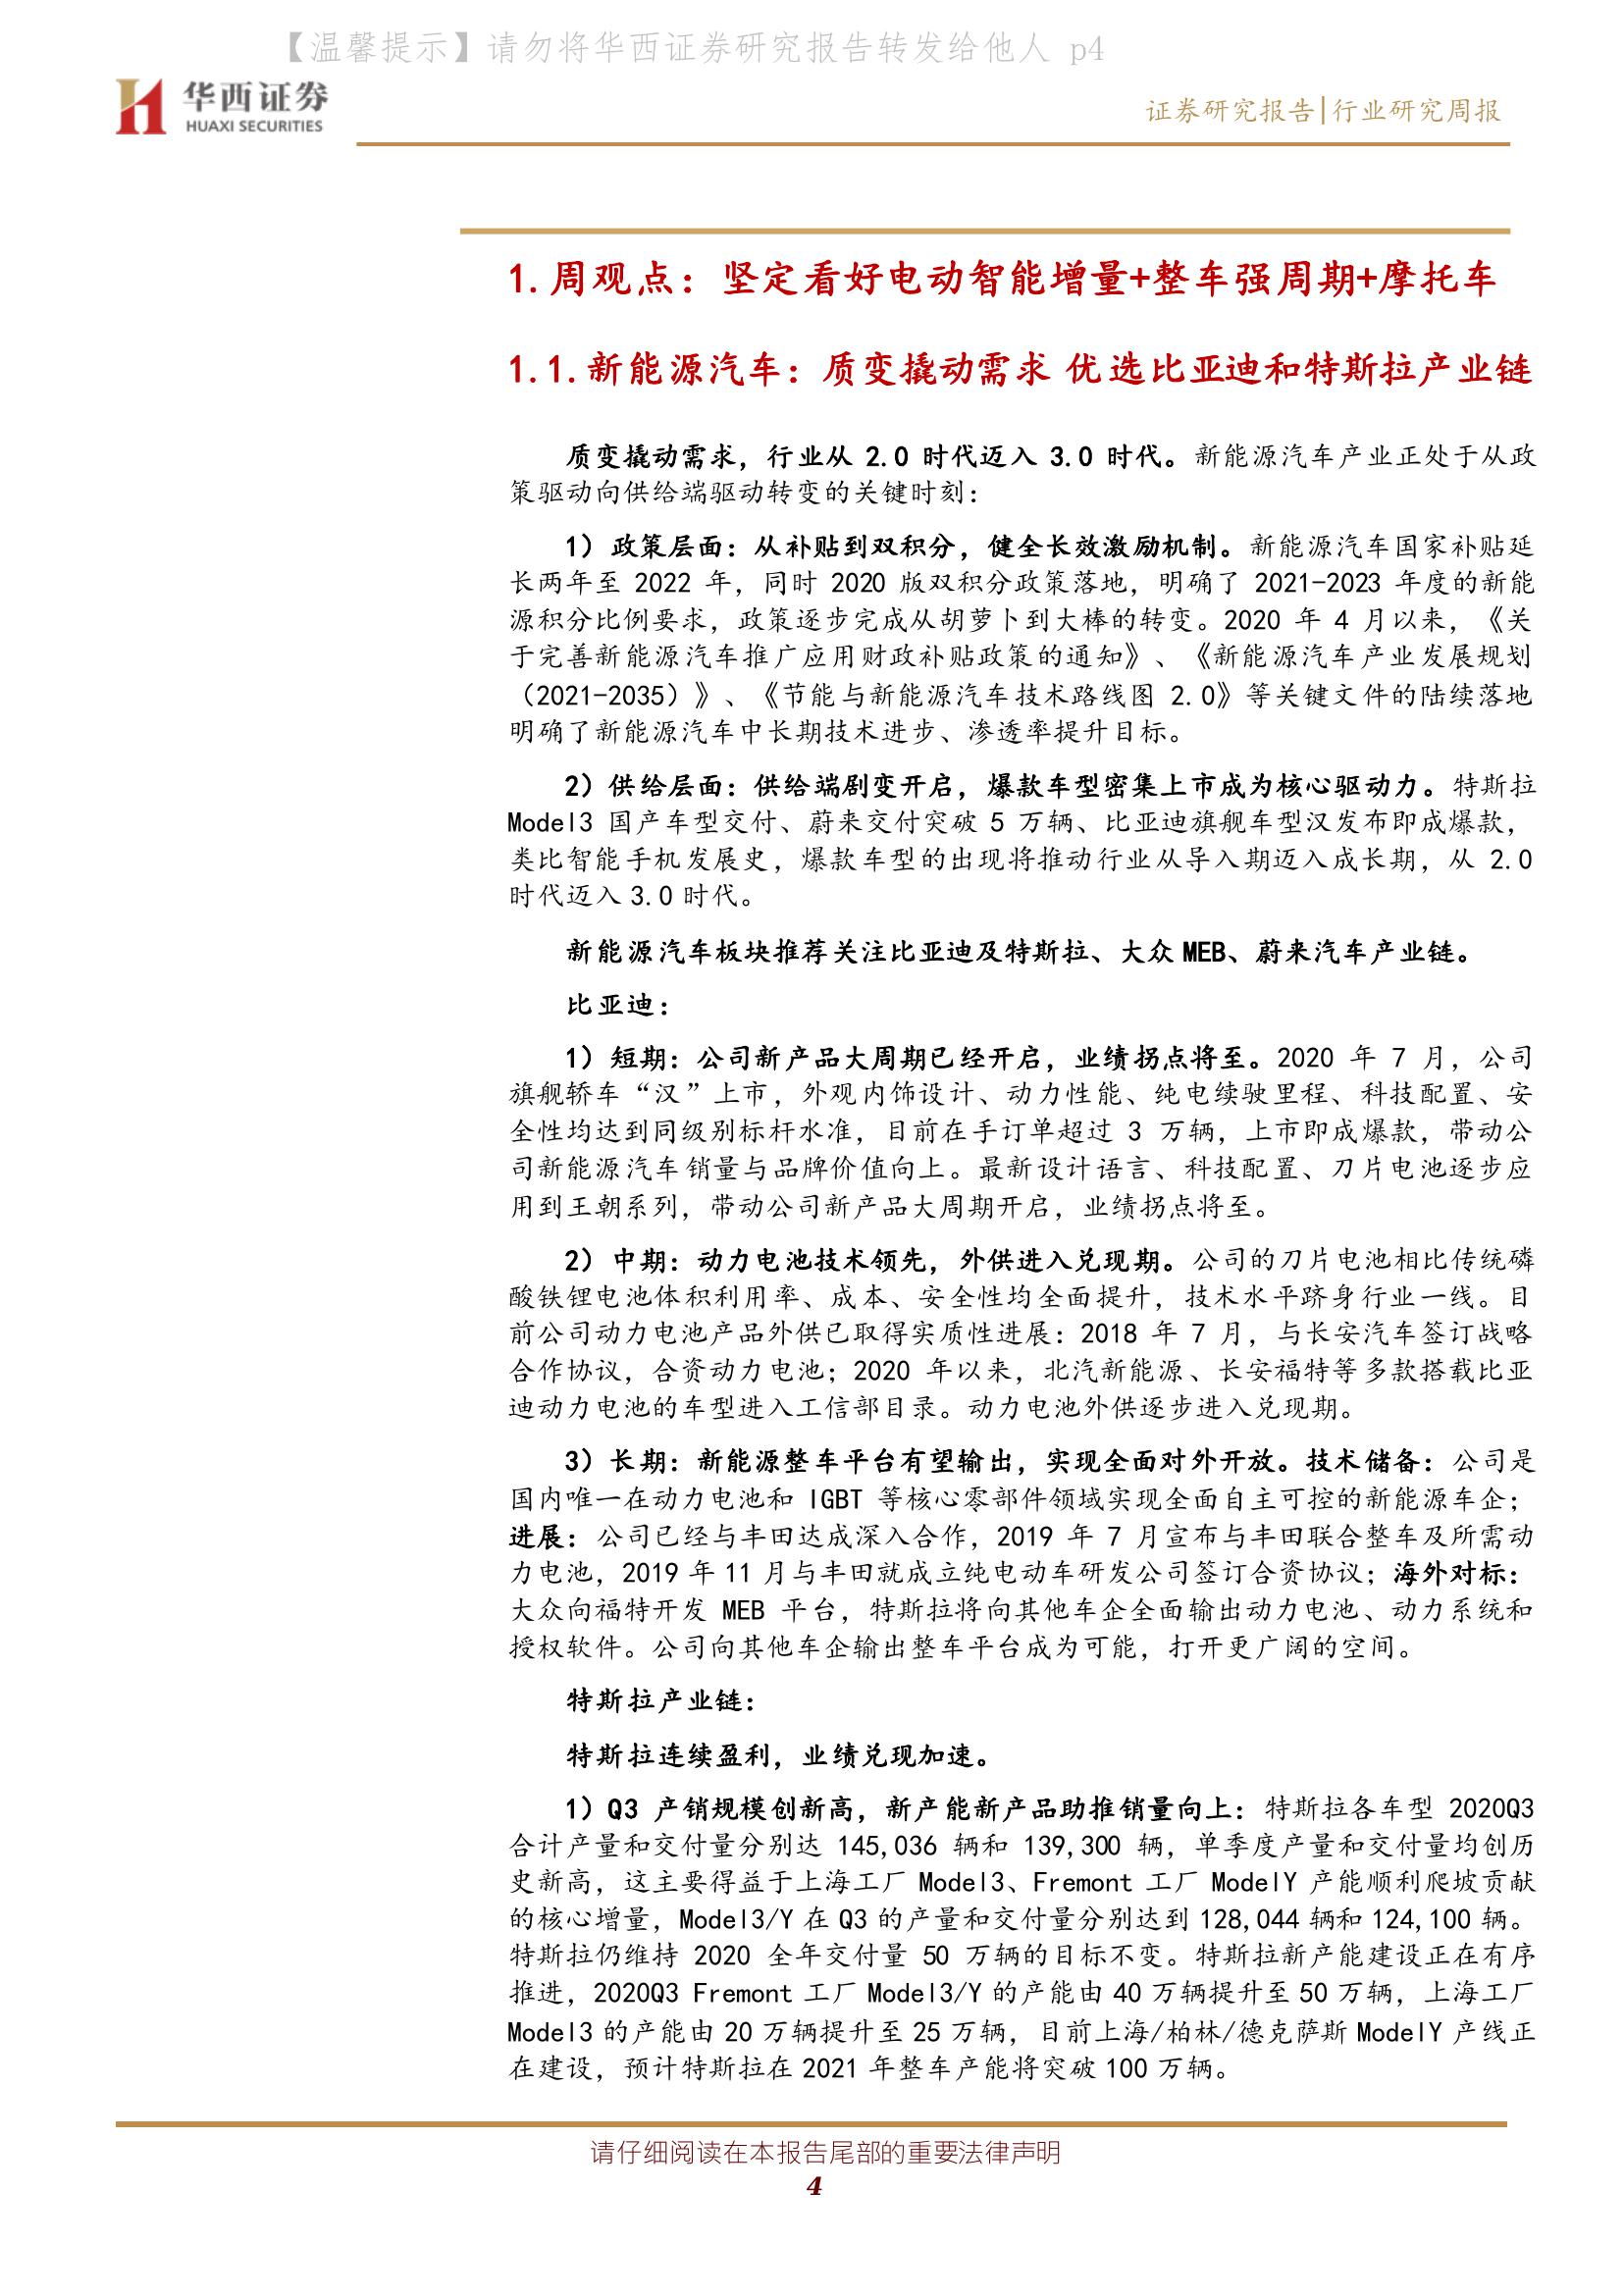 【温馨提示】请勿将华西证券研究报告转发给他人 p4
华西证券
HUAXI SECURITIES
证券研究报告|行业研究周报
1.周观点：坚定看好电动智能增量+整车强周期+摩托车
1.1.新能源汽车：质变撬动需求 优选比亚迪和特斯拉产业链
质变撬动需求，行业从 2.0 时代迈入 3.0 时代。新能源汽车产业正处于从政
策驱动向供给端驱动转变的关键时刻：
1）政策层面：从补贴到双积分，健全长效激励机制。新能源汽车国家补贴延
长两年至 2022 年，同时 2020 版双积分政策落地，明确了 2021-2023 年度的新能
源积分比例要求，政策逐步完成从胡萝卜到大棒的转变。2020 年 4 月以来，《关
于完善新能源汽车推广应用财政补贴政策的通知》、《新能源汽车产业发展规划
（2021-2035）》、《节能与新能源汽车技术路线图 2.0》等关键文件的陆续落地
明确了新能源汽车中长期技术进步、渗透率提升目标。
2）供给层面：供给端剧变开启，爆款车型密集上市成为核心驱动力。特斯拉
Model3 国产车型交付、蔚来交付突破 5 万辆、比亚迪旗舰车型汉发布即成爆款，
类比智能手机发展史，爆款车型的出现将推动行业从导入期迈入成长期，从 2.0
时代迈入 3.0 时代。
新能源汽车板块推荐关注比亚迪及特斯拉、大众 MEB、蔚来汽车产业链。
比亚迪：
1）短期：公司新产品大周期已经开启，业绩拐点将至。2020 年 7 月，公司
旗舰轿车“汉”上市，外观内饰设计、动力性能、纯电续驶里程、科技配置、安
全性均达到同级别标杆水准，目前在手订单超过 3 万辆，上市即成爆款，带动公
司新能源汽车销量与品牌价值向上。最新设计语言、科技配置、刀片电池逐步应
用到王朝系列，带动公司新产品大周期开启，业绩拐点将至。
2）中期：动力电池技术领先，外供进入兑现期。公司的刀片电池相比传统磷
酸铁锂电池体积利用率、成本、安全性均全面提升，技术水平跻身行业一线。目
前公司动力电池产品外供已取得实质性进展：2018 年 7 月，与长安汽车签订战略
合作协议，合资动力电池；2020 年以来，北汽新能源、长安福特等多款搭载比亚
迪动力电池的车型进入工信部目录。动力电池外供逐步进入兑现期。
3）长期：新能源整车平台有望输出，实现全面对外开放。技术储备：公司是
国内唯一在动力电池和 IGBT 等核心零部件领域实现全面自主可控的新能源车企；
进展：公司已经与丰田达成深入合作，2019 年 7 月宣布与丰田联合整车及所需动
力电池，2019 年 11 月与丰田就成立纯电动车研发公司签订合资协议；海外对标：
大众向福特开发 MEB 平台，特斯拉将向其他车企全面输出动力电池、动力系统和
授权软件。公司向其他车企输出整车平台成为可能，打开更广阔的空间。
特斯拉产业链：
特斯拉连续盈利，业绩兑现加速。
1）Q3 产销规模创新高，新产能新产品助推销量向上：特斯拉各车型 2020Q3
合计产量和交付量分别达 145,036 辆和 139,300 辆，单季度产量和交付量均创历
史新高，这主要得益于上海工厂 Model3、Fremont 工厂 ModelY 产能顺利爬坡贡献
的核心增量，Model3/Y 在 Q3 的产量和交付量分别达到 128,044 辆和 124,100 辆。
特斯拉仍维持 2020 全年交付量 50 万辆的目标不变。特斯拉新产能建设正在有序
推进，2020Q3 Fremont 工厂 Model3/Y 的产能由 40 万辆提升至 50 万辆，上海工厂
Model3 的产能由 20 万辆提升至 25 万辆，目前上海/柏林/德克萨斯 ModelY 产线正
在建设，预计特斯拉在 2021 年整车产能将突破 100 万辆。
请仔细阅读在本报告尾部的重要法律声明
4